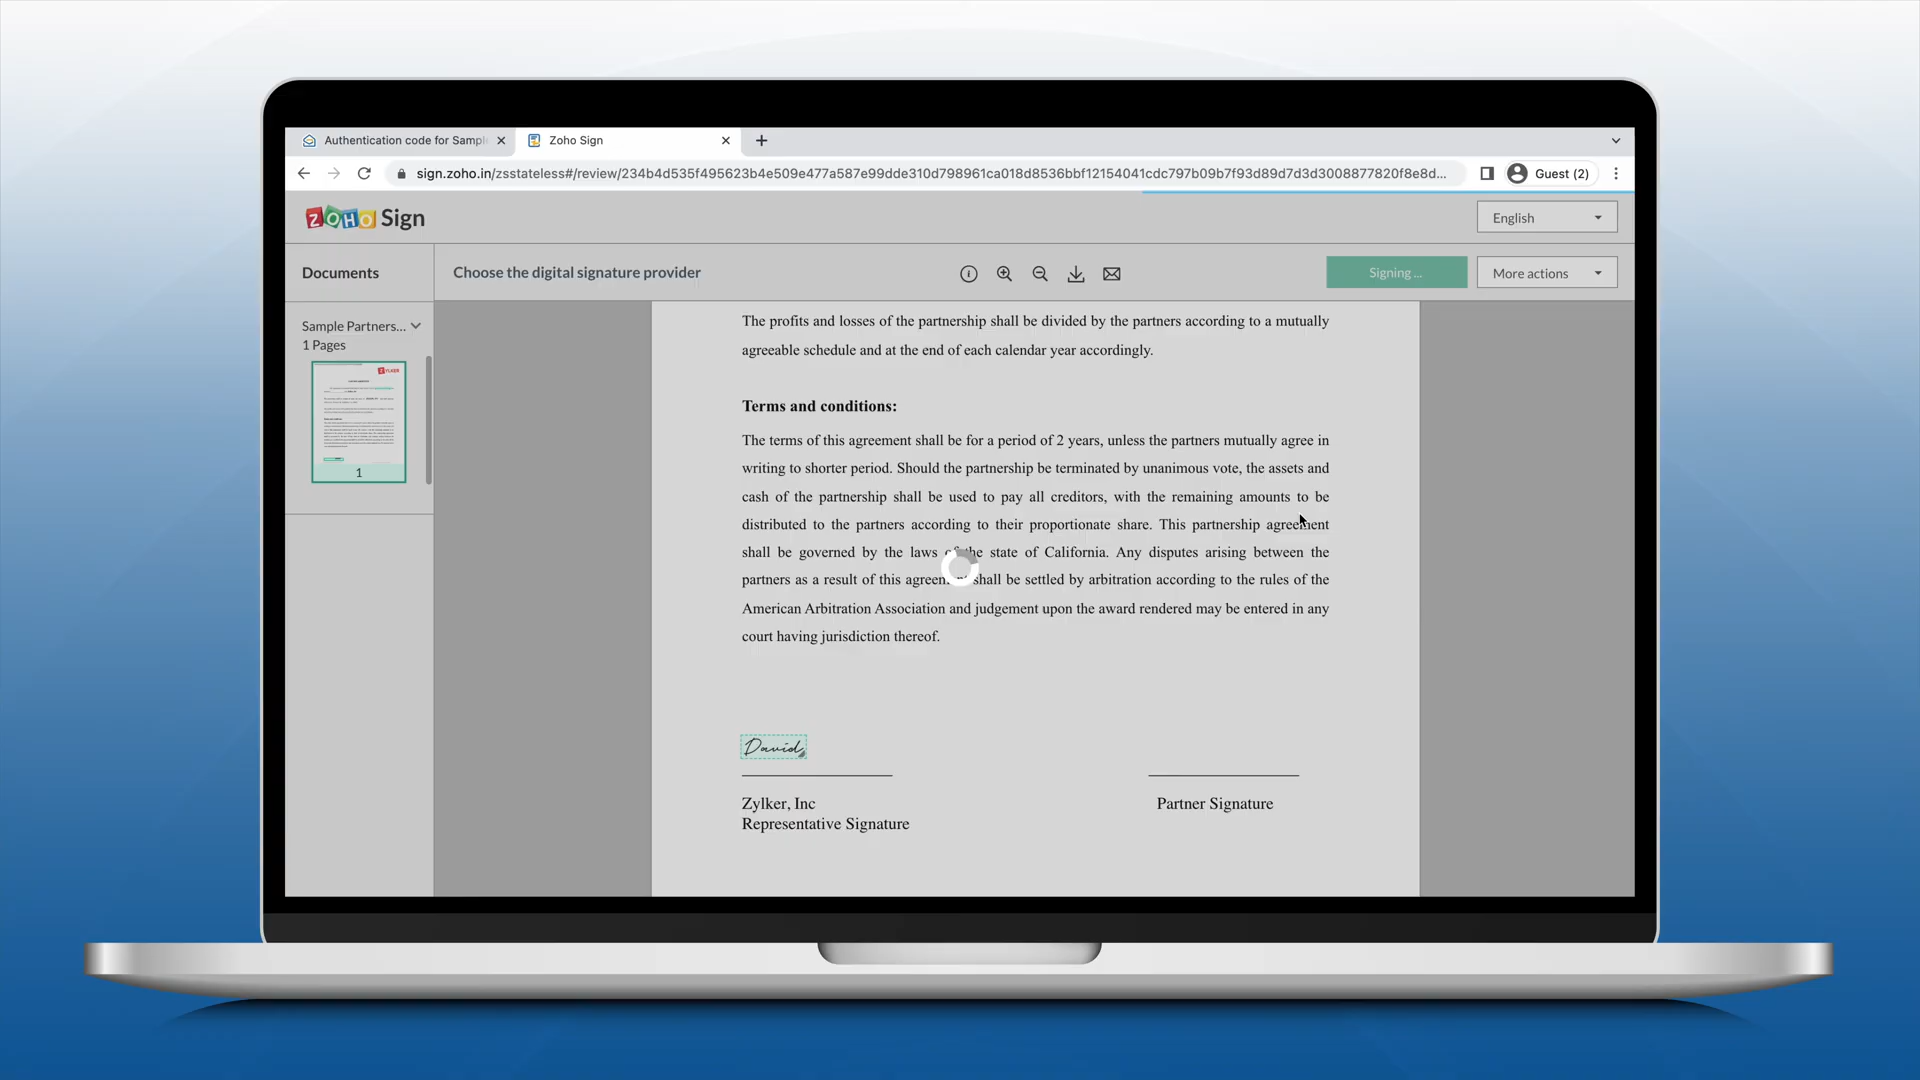 Authentication code for Sampl
Zoho Sign
sign.zoho.in/zsstateless#/review/234b4d535f495623b4e509e477a587e99dde310d798961ca018d8536bbf12154041cdc797b09b7f93d89d7d3d3008877820f8e8d...
Guest (2)
ZOHO Sign
English
Documents
Choose the digital signature provider
Signing ...
More actions
Sample Partners...
1 Pages
ZYLKER
1
The profits and losses of the partnership shall be divided by the partners according to a mutually
agreeable schedule and at the end of each calendar year accordingly.
Terms and conditions:
The terms of this agreement shall be for a period of 2 years, unless the partners mutually agree in
writing to shorter period. Should the partnership be terminated by unanimous vote, the assets and
cash of the partnership shall be used to pay all creditors, with the remaining amounts to be
distributed to the partners according to their proportionate share. This partnership agreement
shall be governed by the laws of the state of California. Any disputes arising between the
partners as a result of this agreement shall be settled by arbitration according to the rules of the
American Arbitration Association and judgement upon the award rendered may be entered in any
court having jurisdiction thereof.
David
Zylker, Inc
Representative Signature
Partner Signature